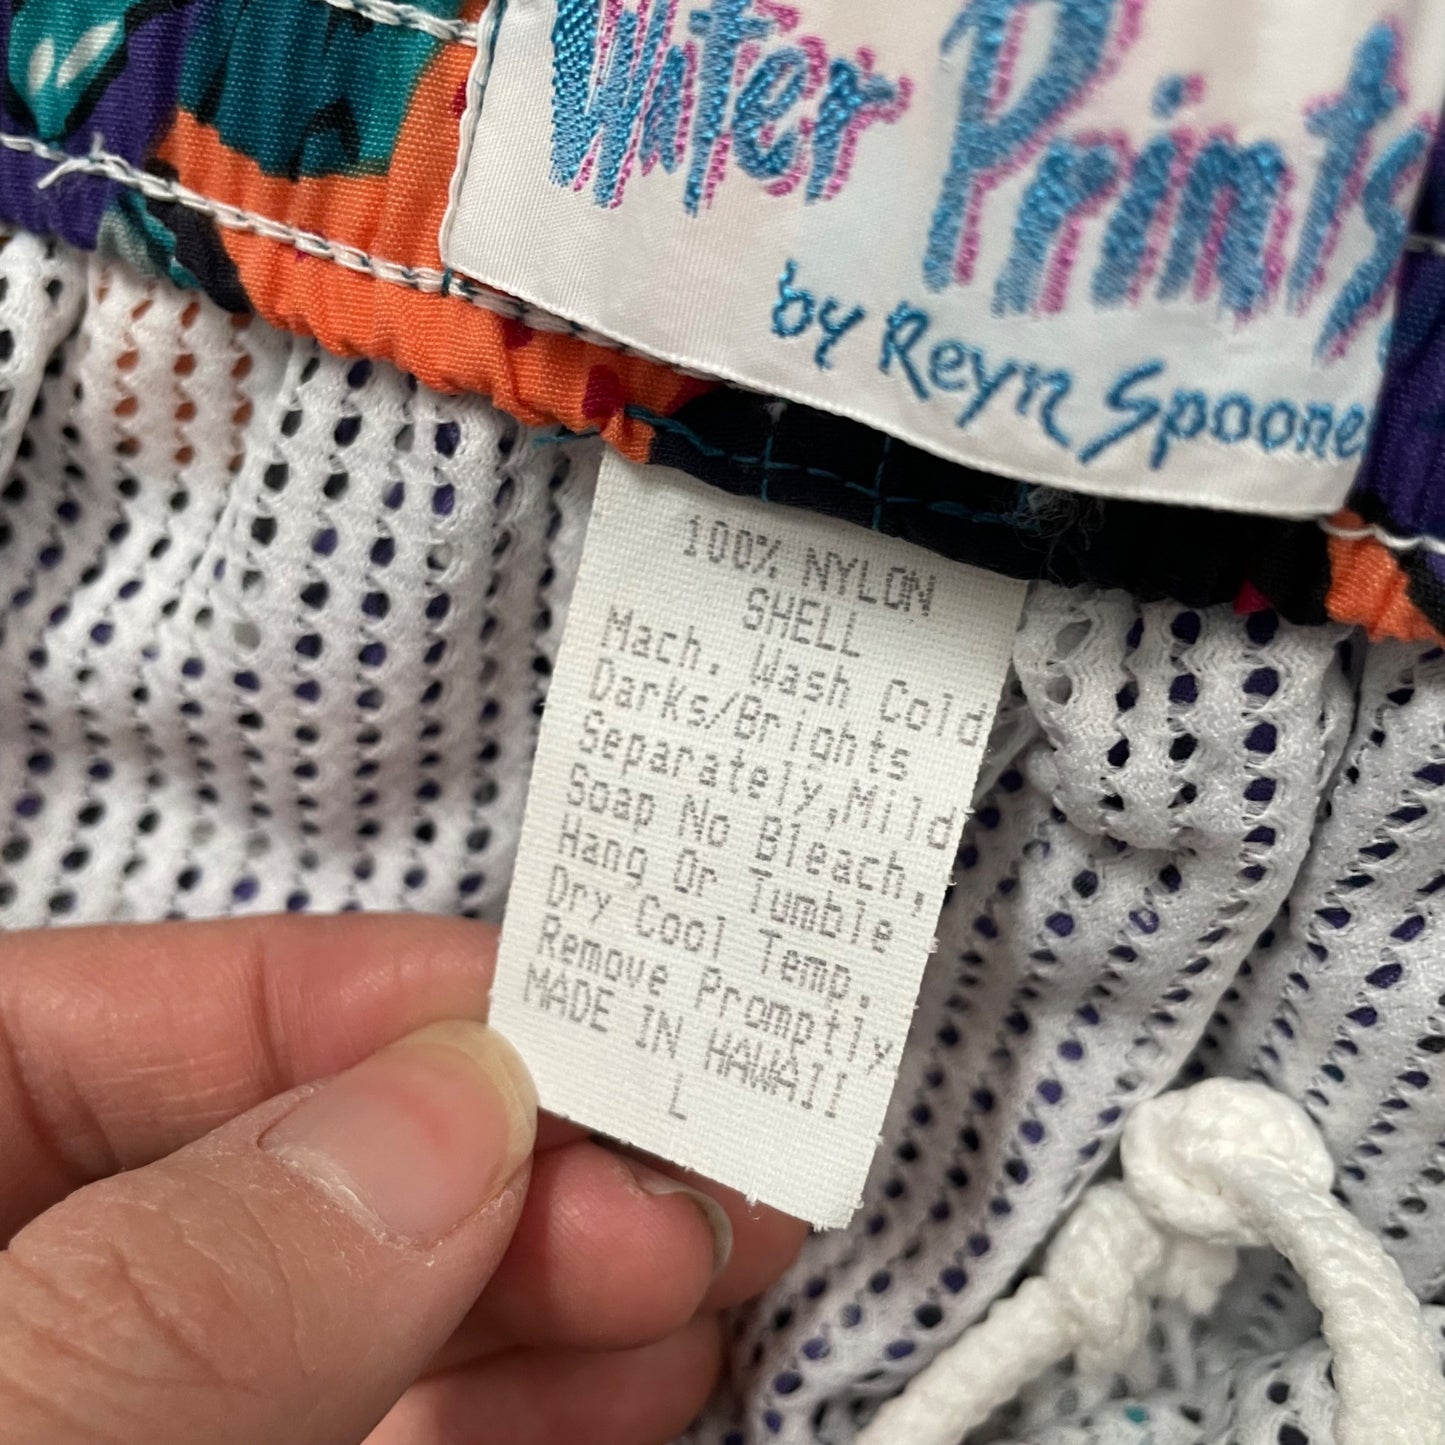 Water Prints
by Reyn Spooner
100% NYLON
SHELL
Mach. Wash Cold
Darks/Brights
Separately,Mild
Soap No Bleach,
Hang Or Tumble
Dry Cool Temp.
Remove Promptly
MADE IN HAWAII
L